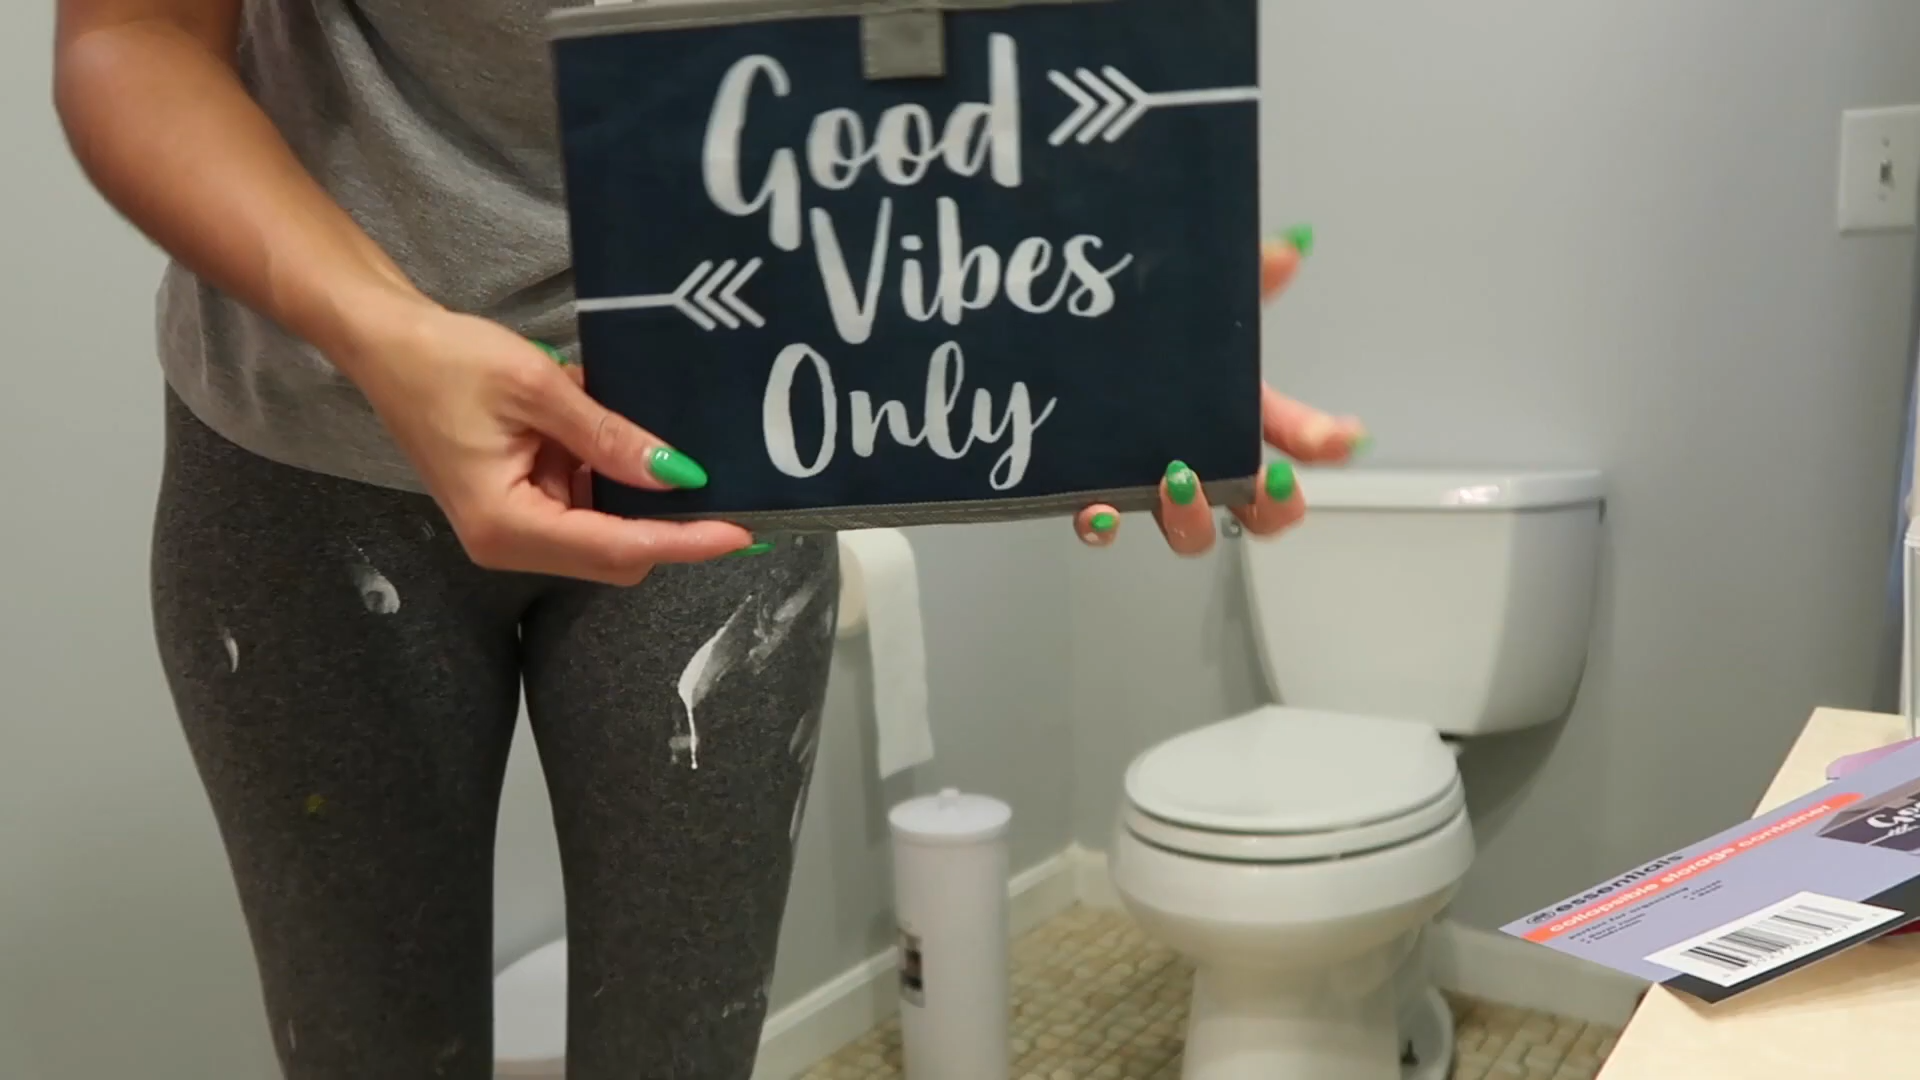 Good
Vibes
Only
essentials
collapsible storage container